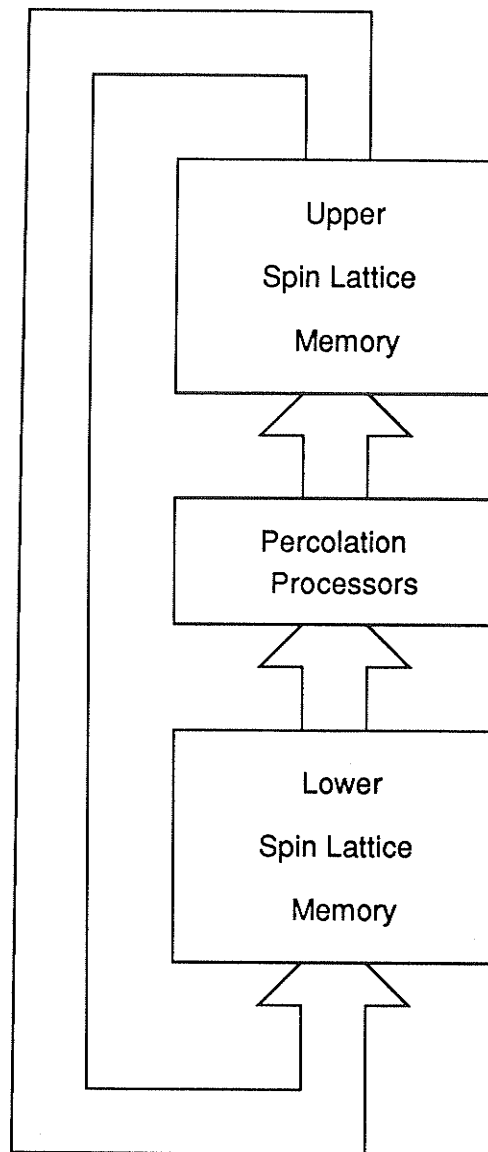 Upper
Spin Lattice
Memory
Percolation
Processors
Lower
Spin Lattice
Memory